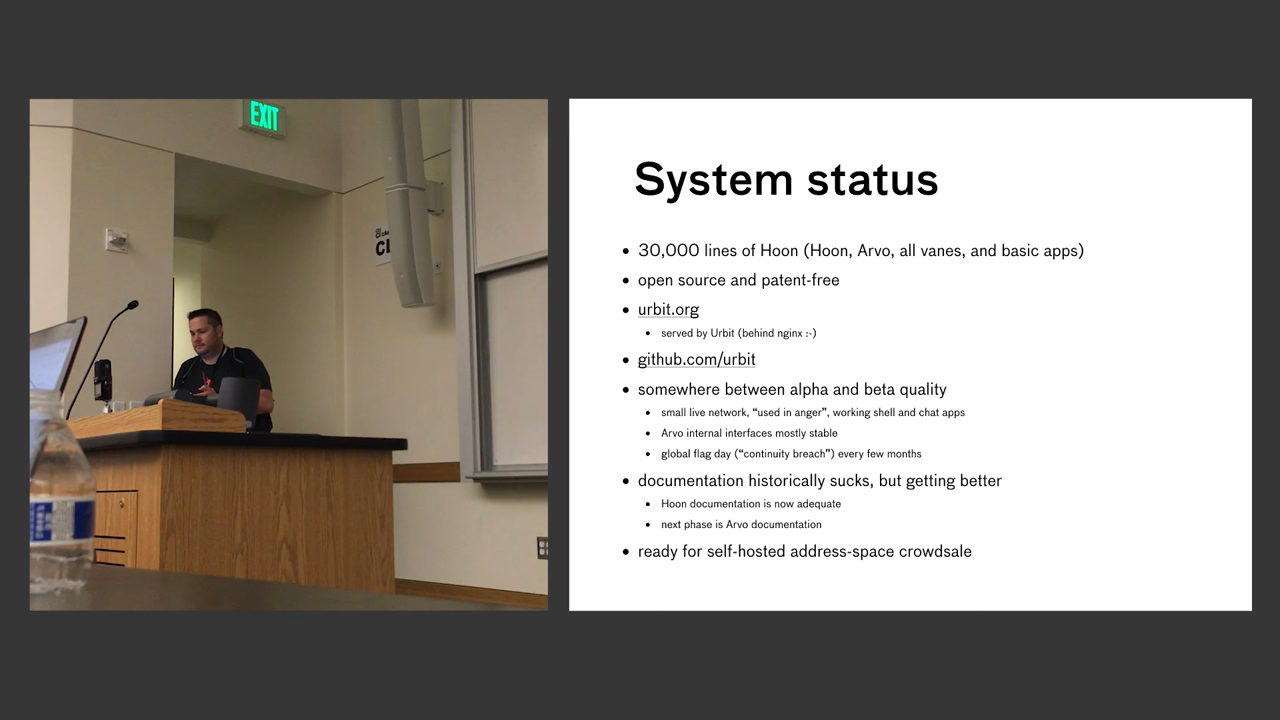 EXIT
System status
• 30,000 lines of Hoon (Hoon, Arvo, all vanes, and basic apps)
• open source and patent-free
• urbit.org
• served by Urbit (behind nginx :-)
• github.com/urbit
• somewhere between alpha and beta quality
• small live network, “used in anger”, working shell and chat apps
• Arvo internal interfaces mostly stable
• global flag day (“continuity breach”) every few months
• documentation historically sucks, but getting better
• Hoon documentation is now adequate
• next phase is Arvo documentation
• ready for self-hosted address-space crowdsale